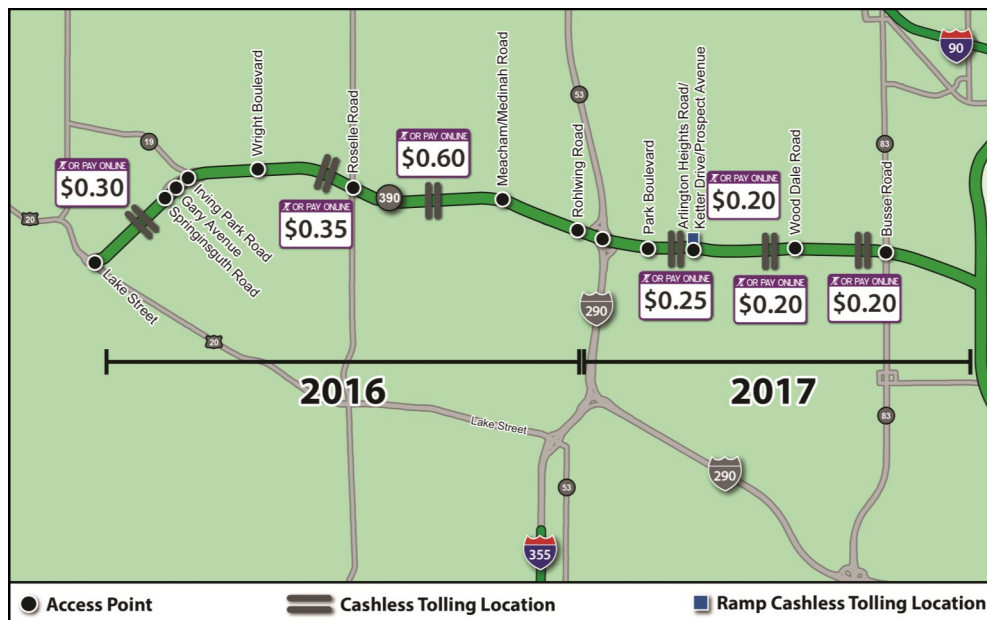 90
53
83
19
20
Wright Boulevard
Roselle Road
Meacham/Medinah Road
Rohlwing Road
Park Boulevard
Arlington Heights Road/
Ketter Drive/Prospect Avenue
Wood Dale Road
Busse Road
OR PAY ONLINE
$0.30
OR PAY ONLINE
$0.35
OR PAY ONLINE
$0.60
OR PAY ONLINE
$0.20
OR PAY ONLINE
$0.25
OR PAY ONLINE
$0.20
OR PAY ONLINE
$0.20
390
Irving Park Road
Gary Avenue
Springinsguth Road
Lake Street
290
20
2016
2017
Lake Street
83
290
53
355
Access Point
Cashless Tolling Location
Ramp Cashless Tolling Location